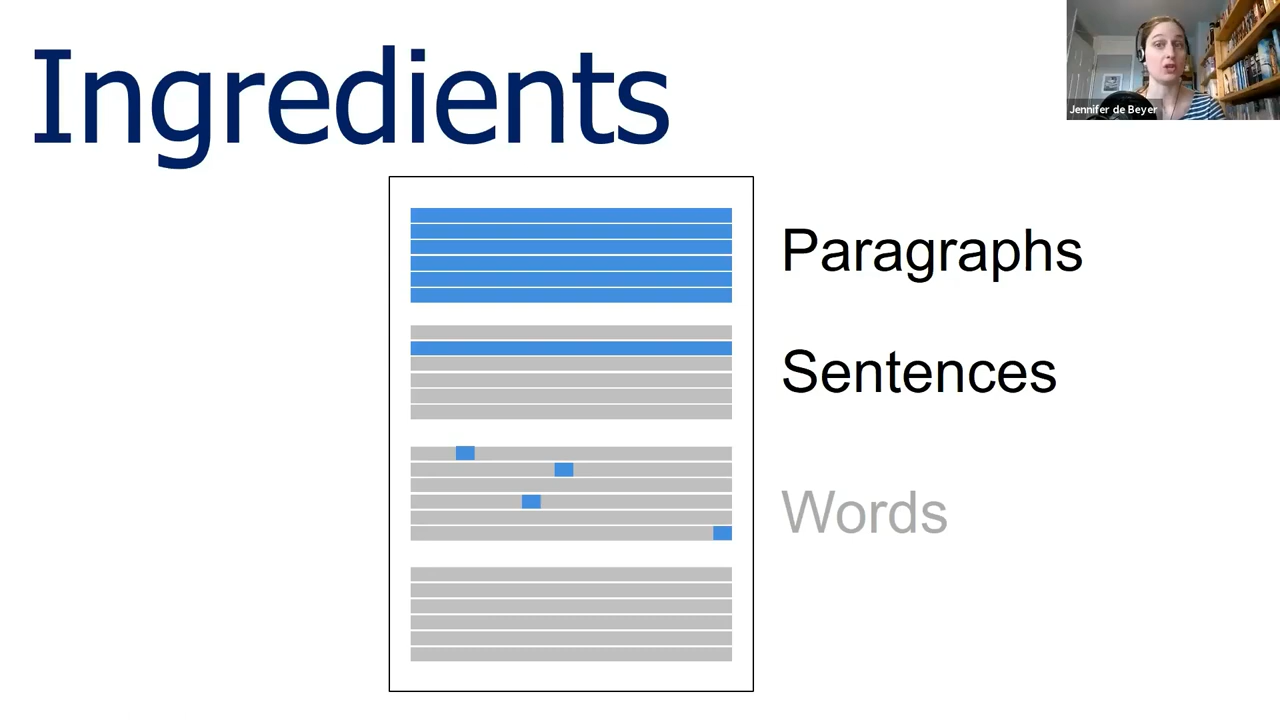 Ingredients
Jennifer de Beyer
Paragraphs
Sentences
Words